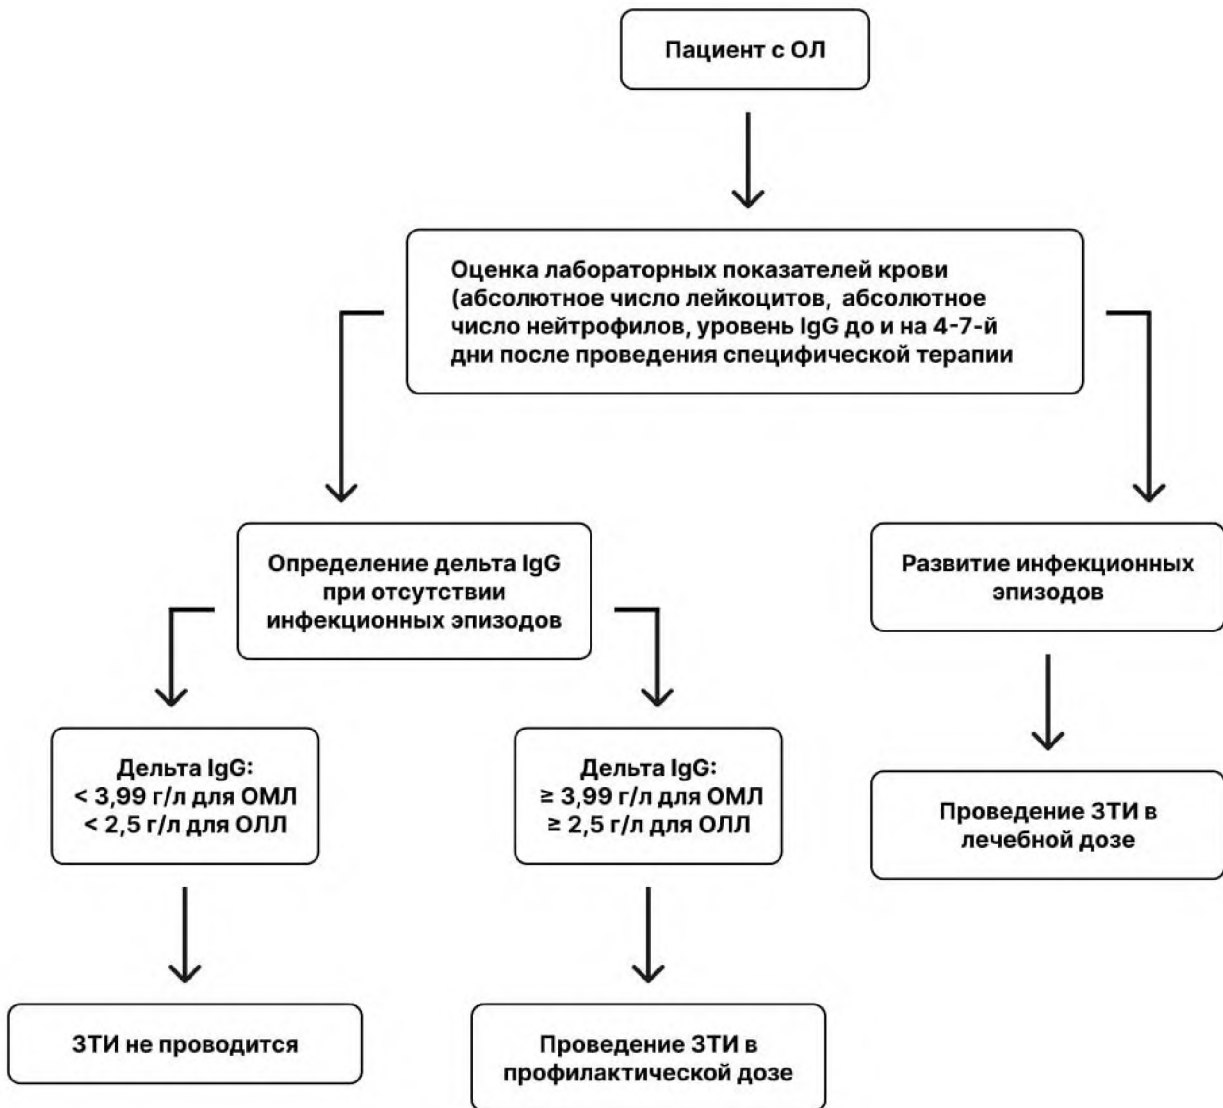 Пациент с ОЛ
Оценка лабораторных показателей крови
(абсолютное число лейкоцитов, абсолютное
число нейтрофилов, уровень IgG до и на 4-7-й
дни после проведения специфической терапии
Определение дельта IgG
при отсутствии
инфекционных эпизодов
Развитие инфекционных
эпизодов
Дельта IgG:
< 3,99 г/л для ОМЛ
< 2,5 г/л для ОЛЛ
Дельта IgG:
≥ 3,99 г/л для ОМЛ
≥ 2,5 г/л для ОЛЛ
Проведение ЗТИ в
лечебной дозе
ЗТИ не проводится
Проведение ЗТИ в
профилактической дозе